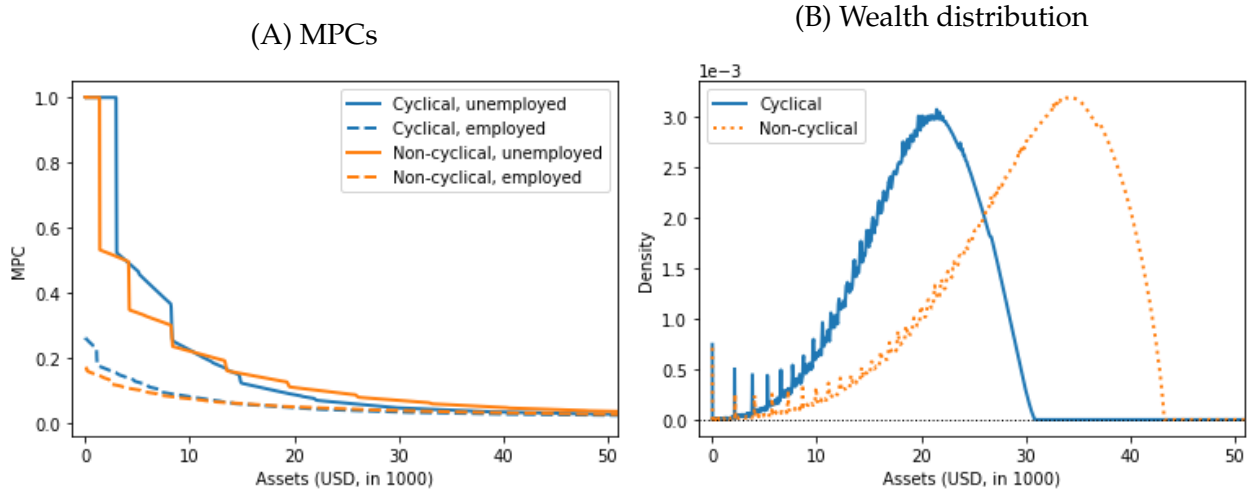 (A) MPCs
1.0
0.8
0.6
0.4
0.2
0.0
MPC
0
10
20
30
40
50
Assets (USD, in 1000)
Cyclical, unemployed
Cyclical, employed
Non-cyclical, unemployed
Non-cyclical, employed
(B) Wealth distribution
1e−3
3.0
2.5
2.0
1.5
1.0
0.5
0.0
Density
0
10
20
30
40
50
Assets (USD, in 1000)
Cyclical
Non-cyclical